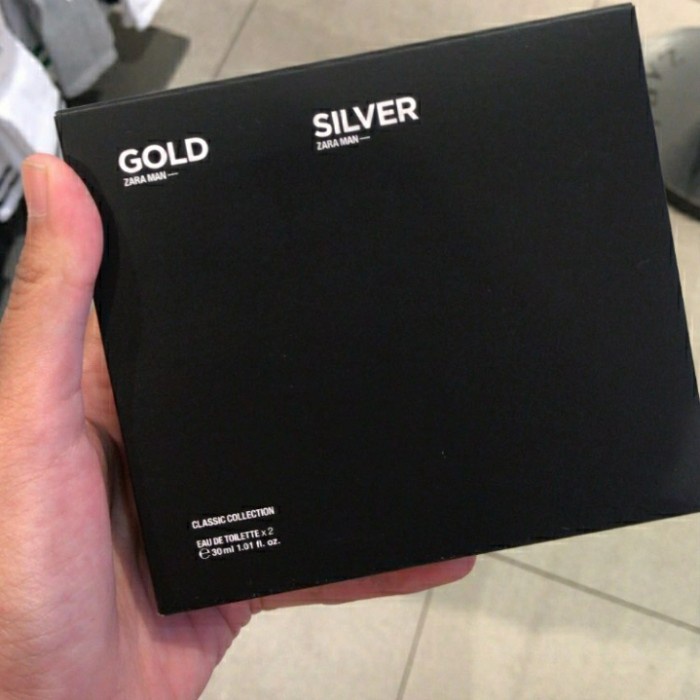 GOLD
ZARA MAN—
SILVER
ZARA MAN—
CLASSIC COLLECTION
EAU DE TOILETTE x 2
℮ 30 ml 1.01 fl. oz.